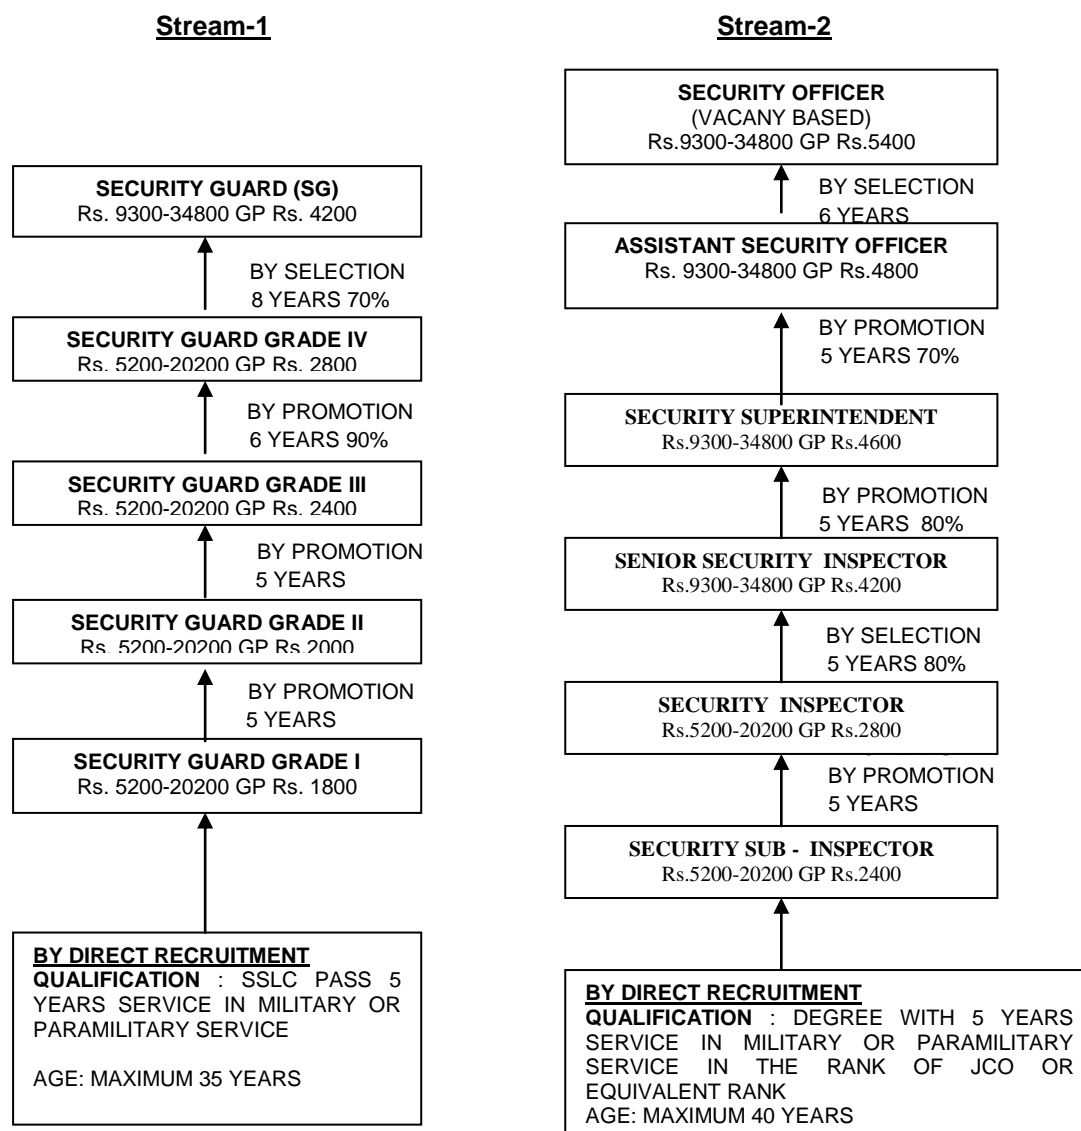 Stream-1
SECURITY GUARD (SG)
Rs. 9300-34800 GP Rs. 4200
BY SELECTION
8 YEARS 70%
SECURITY GUARD GRADE IV
Rs. 5200-20200 GP Rs. 2800
BY PROMOTION
6 YEARS 90%
SECURITY GUARD GRADE III
Rs. 5200-20200 GP Rs. 2400
BY PROMOTION
5 YEARS
SECURITY GUARD GRADE II
Rs. 5200-20200 GP Rs.2000
BY PROMOTION
5 YEARS
SECURITY GUARD GRADE I
Rs. 5200-20200 GP Rs. 1800
BY DIRECT RECRUITMENT
QUALIFICATION : SSLC PASS 5
YEARS SERVICE IN MILITARY OR
PARAMILITARY SERVICE
AGE: MAXIMUM 35 YEARS
Stream-2
SECURITY OFFICER
(VACANY BASED)
Rs.9300-34800 GP Rs.5400
BY SELECTION
6 YEARS
ASSISTANT SECURITY OFFICER
Rs. 9300-34800 GP Rs.4800
BY PROMOTION
5 YEARS 70%
SECURITY SUPERINTENDENT
Rs.9300-34800 GP Rs.4600
BY PROMOTION
5 YEARS 80%
SENIOR SECURITY INSPECTOR
Rs.9300-34800 GP Rs.4200
BY SELECTION
5 YEARS 80%
SECURITY INSPECTOR
Rs.5200-20200 GP Rs.2800
BY PROMOTION
5 YEARS
SECURITY SUB - INSPECTOR
Rs.5200-20200 GP Rs.2400
BY DIRECT RECRUITMENT
QUALIFICATION : DEGREE WITH 5 YEARS
SERVICE IN MILITARY OR PARAMILITARY
SERVICE IN THE RANK OF JCO OR
EQUIVALENT RANK
AGE: MAXIMUM 40 YEARS